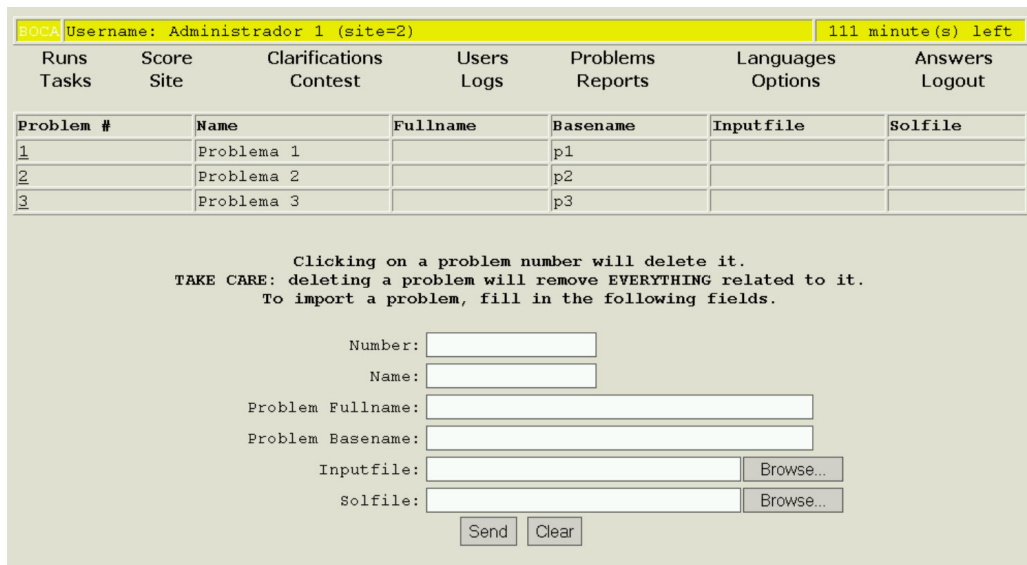 BOCA Username: Administrador 1 (site=2) 111 minute(s) left
Runs Score Clarifications Users Problems Languages Answers
Tasks Site Contest Logs Reports Options Logout
Problem # Name Fullname Basename Inputfile Solfile
1 Problema 1 p1
2 Problema 2 p2
3 Problema 3 p3
Clicking on a problem number will delete it.
TAKE CARE: deleting a problem will remove EVERYTHING related to it.
To import a problem, fill in the following fields.
Number:
Name:
Problem Fullname:
Problem Basename:
Inputfile: Browse...
Solfile: Browse...
Send Clear